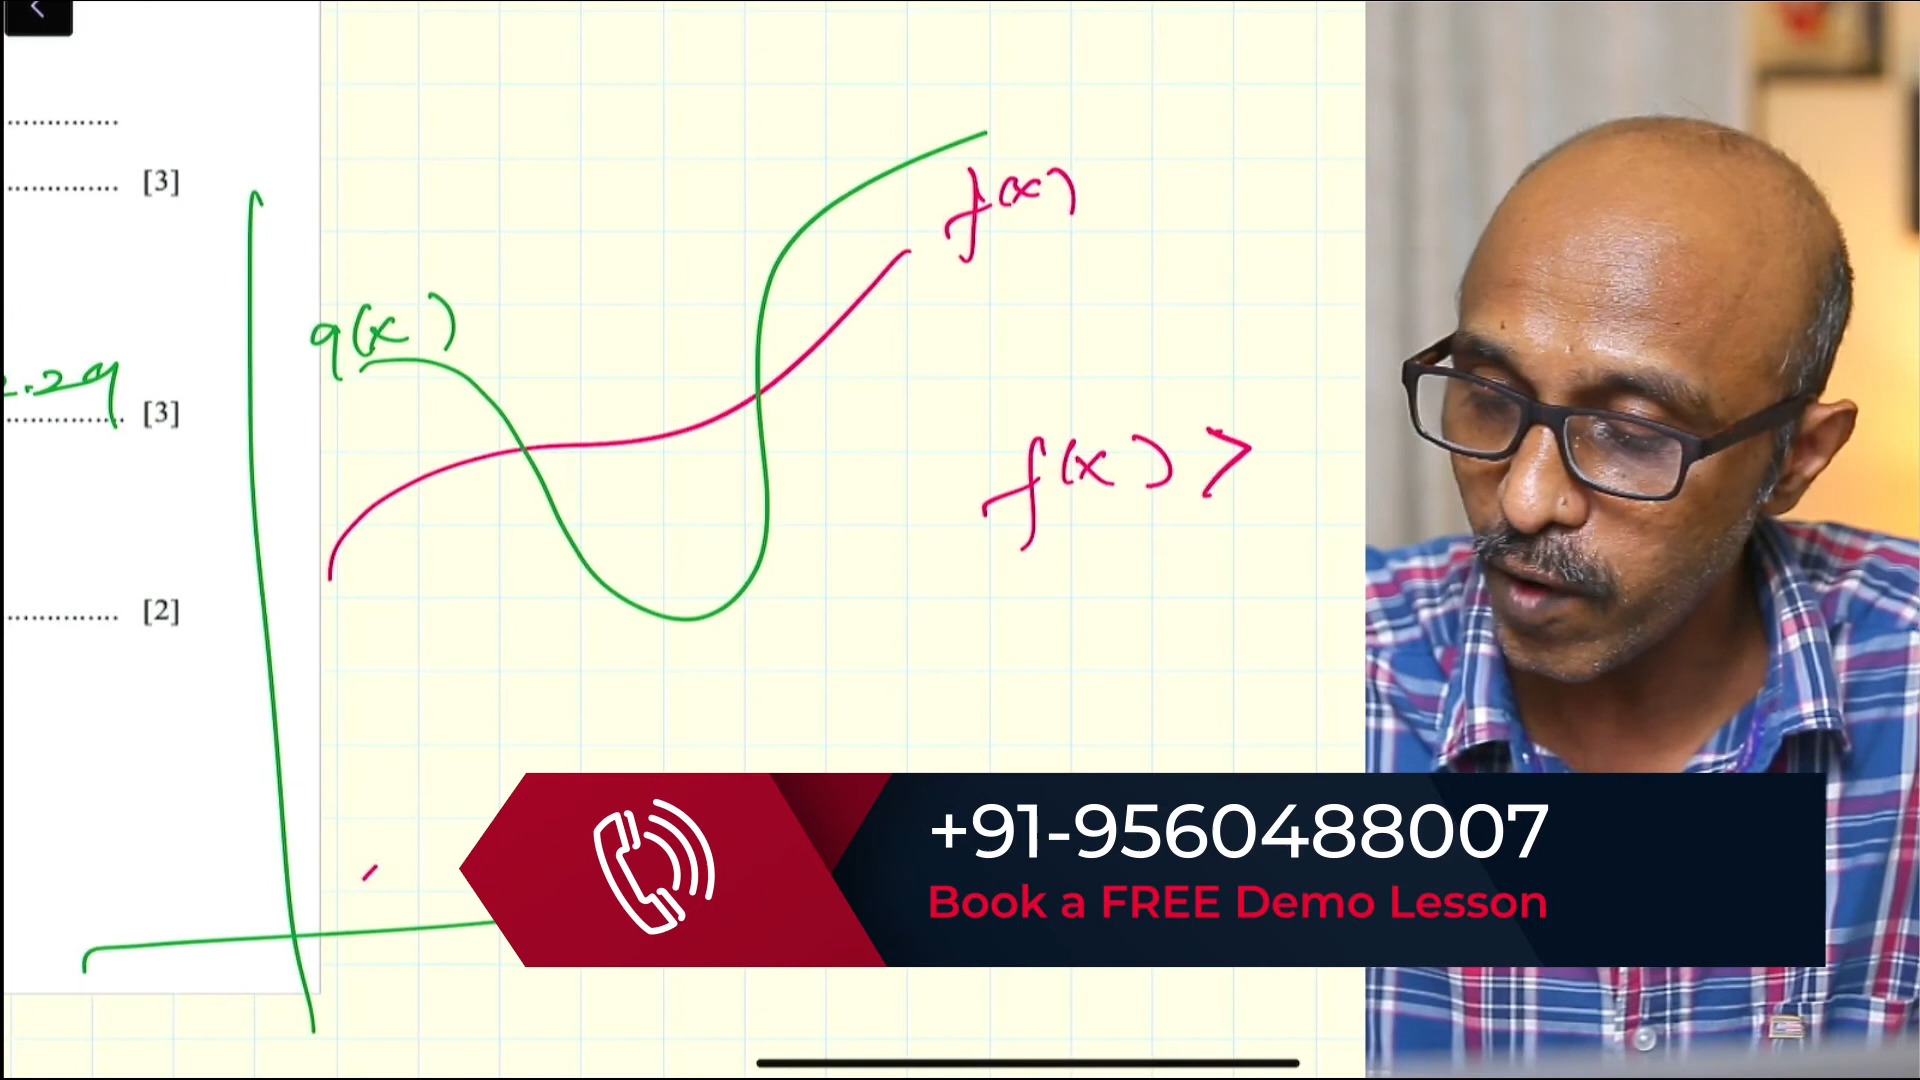 [3]
f(x)
g(x)
2.29
[3]
f(x) >
[2]
+91-9560488007
Book a FREE Demo Lesson